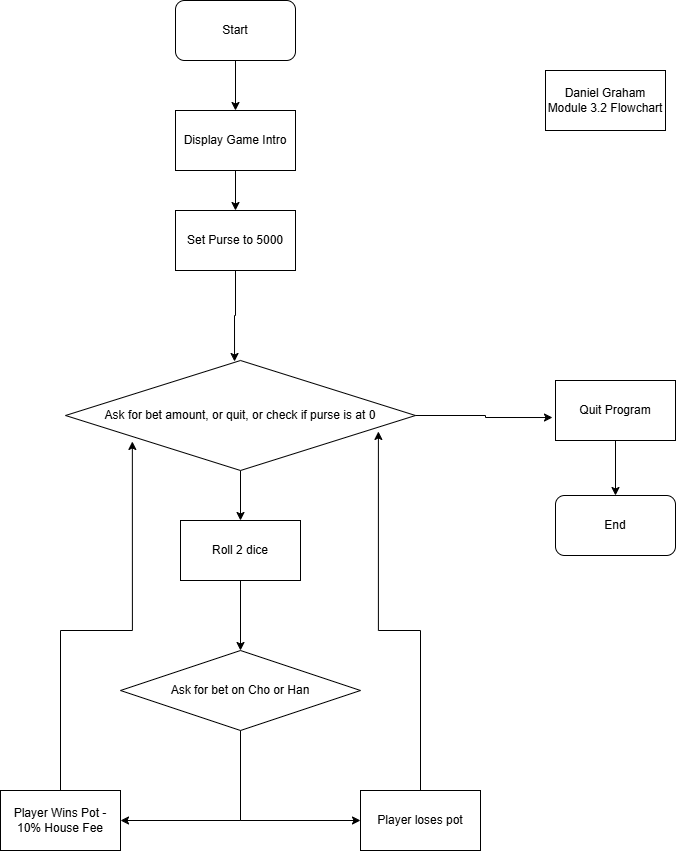 Start
Daniel Graham
Module 3.2 Flowchart
Display Game Intro
Set Purse to 5000
Ask for bet amount, or quit, or check if purse is at 0
Quit Program
End
Roll 2 dice
Ask for bet on Cho or Han
Player Wins Pot -
10% House Fee
Player loses pot